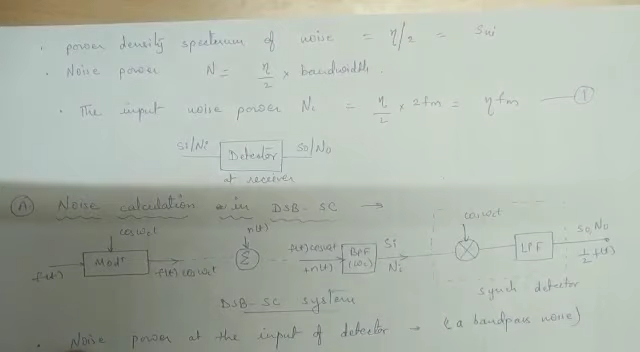 . power density spectrum of noise = η/2 = Sni
. Noise power N = η/2 × bandwidth.
. The input noise power Ni = η/2 × 2fm = ηfm — ①
Si/Ni Detector So/No
at receiver
Ⓐ Noise calculation in DSB-SC →
cosωct n(t) cosωct
f(t) Modr f(t) cosωct Σ f(t)cosωct + n(t) BPF (ωc) Si Ni × LPF So, No ½ f(t)
synch detector
DSB-SC system
. Noise power at the input of detector → (a bandpass noise)